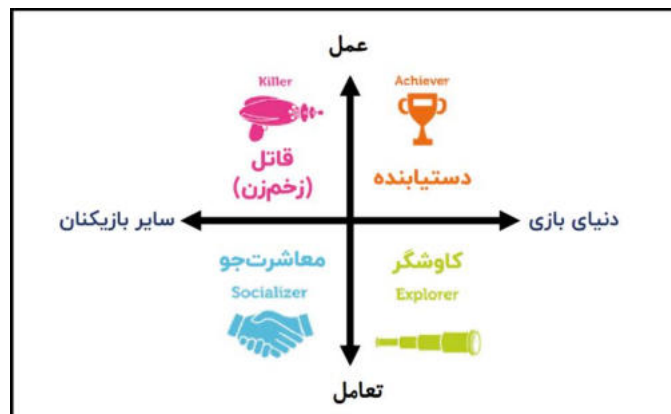 عمل
Killer
Achiever
قاتل
(زخم‌زن)
دستیابنده
سایر بازیکنان
دنیای بازی
معاشرت‌جو
کاوشگر
Socializer
Explorer
تعامل